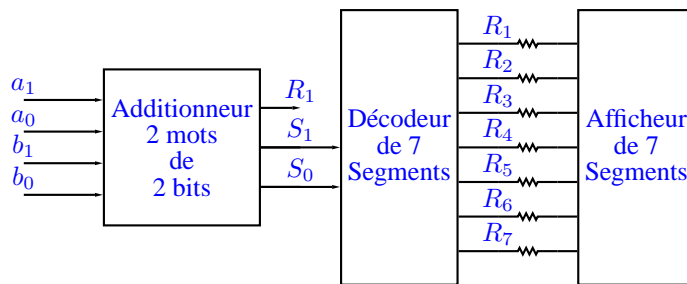 a₁
a₀
b₁
b₀
Additionneur
2 mots
de
2 bits
R₁
S₁
S₀
Décodeur
de 7
Segments
R₁
R₂
R₃
R₄
R₅
R₆
R₇
Afficheur
de 7
Segments